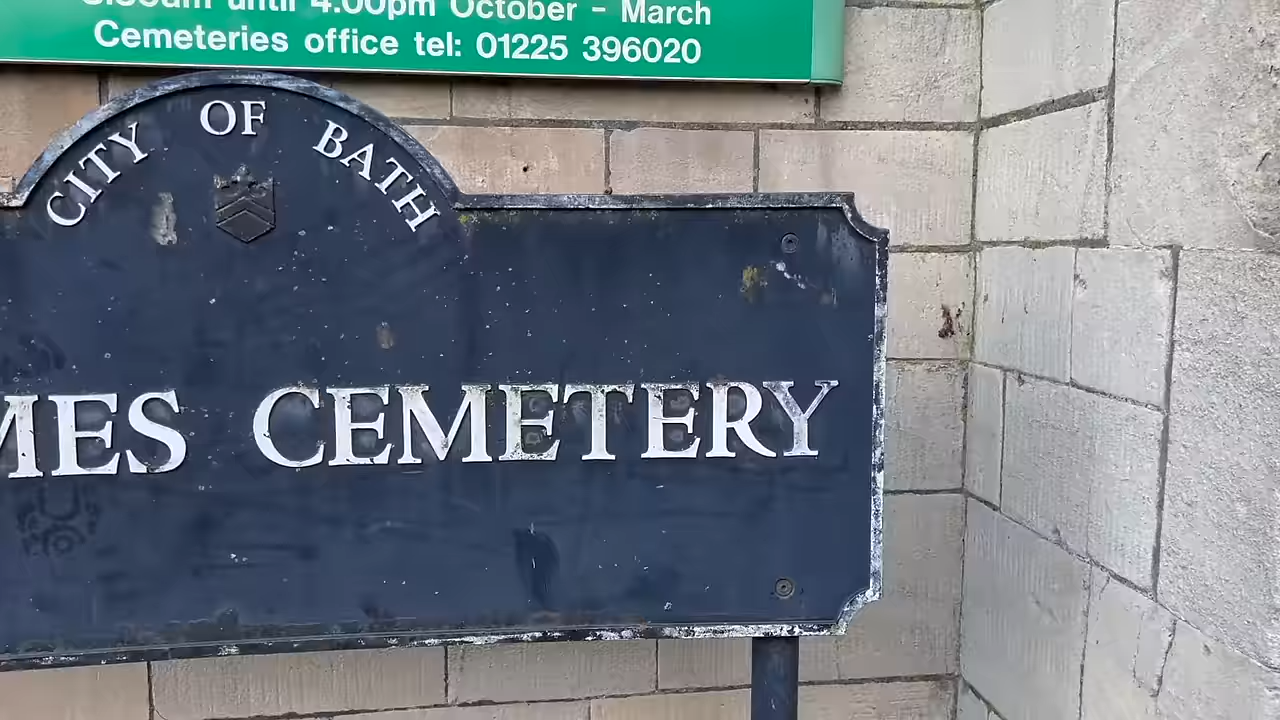 until 4:00pm October - March
Cemeteries office tel: 01225 396020
CITY OF BATH
MES CEMETERY